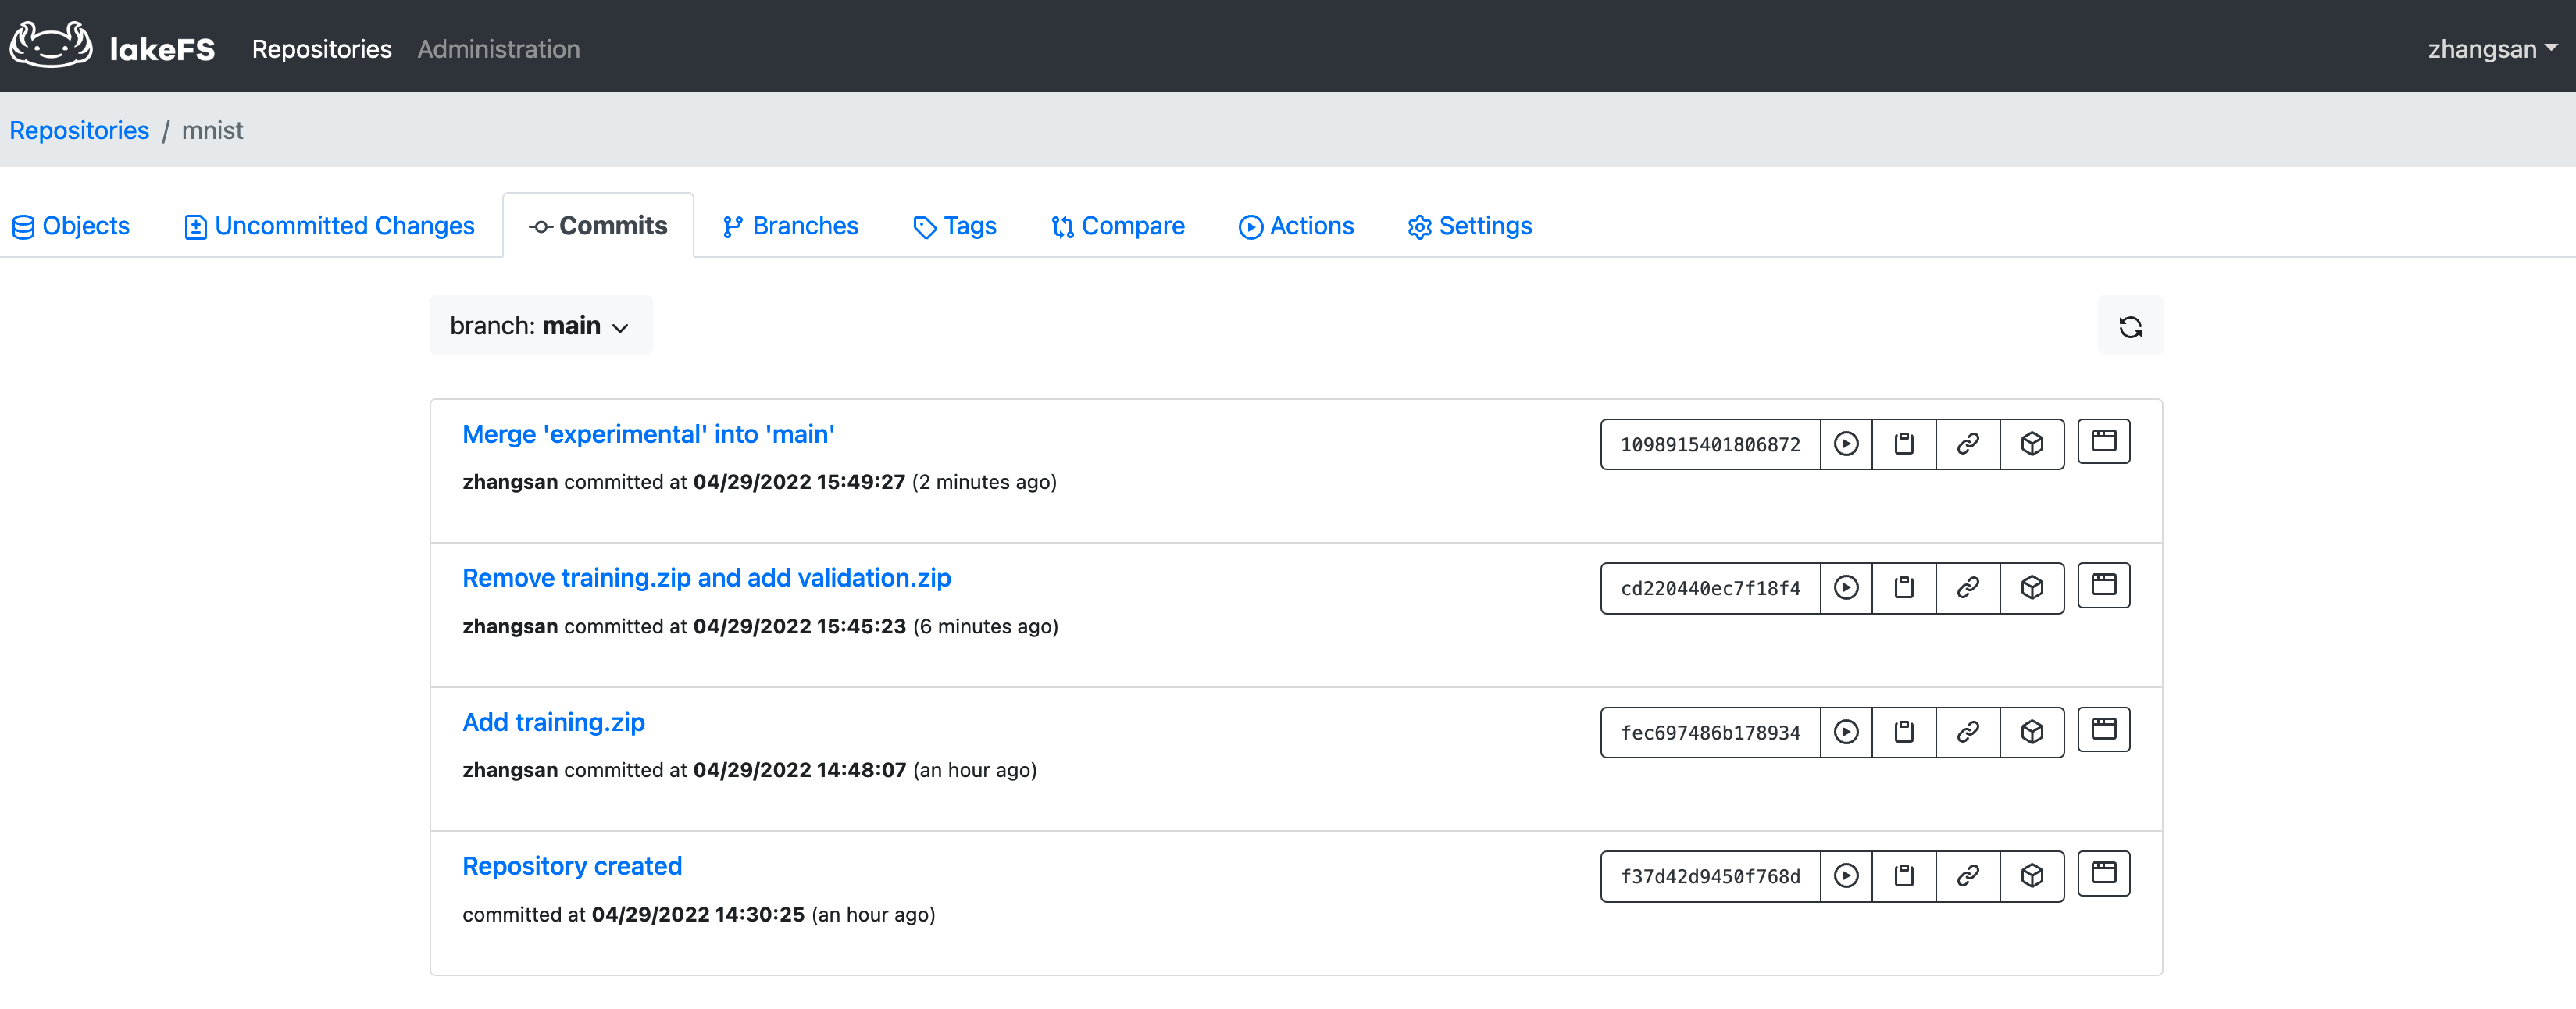 lakeFS Repositories Administration zhangsan
Repositories / mnist
Objects Uncommitted Changes Commits Branches Tags Compare Actions Settings
branch: main
Merge 'experimental' into 'main' 1098915401806872
zhangsan committed at 04/29/2022 15:49:27 (2 minutes ago)
Remove training.zip and add validation.zip cd220440ec7f18f4
zhangsan committed at 04/29/2022 15:45:23 (6 minutes ago)
Add training.zip fec697486b178934
zhangsan committed at 04/29/2022 14:48:07 (an hour ago)
Repository created f37d42d9450f768d
committed at 04/29/2022 14:30:25 (an hour ago)